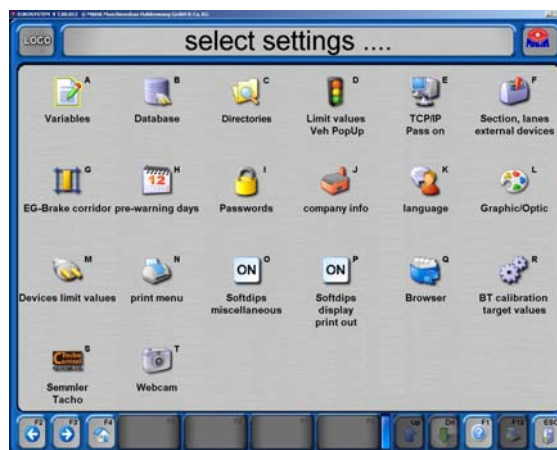 EUROSYSTEM
LOGO
select settings ....
A
B
C
D
E
F
Variables
Database
Directories
Limit values
Veh PopUp
TCP/IP
Pass on
Section, lanes
external devices
G
H
I
J
K
L
12
EG-Brake corridor
pre-warning days
Passwords
company info
language
Graphic/Optic
M
N
O
P
Q
R
ON
ON
Devices limit values
print menu
Softdips
miscellaneous
Softdips
display
print out
Browser
BT calibration
target values
S
T
Semmler
Tacho
Webcam
F2
F3
F4
Up
Dn
F1
F12
ESC